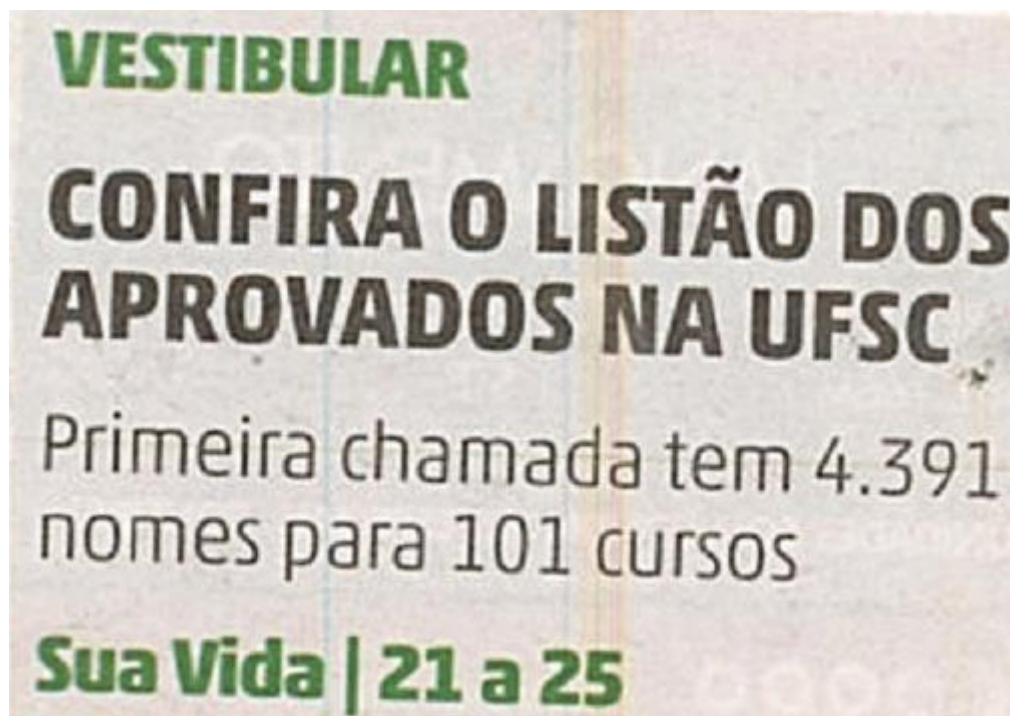 VESTIBULAR
CONFIRA O LISTÃO DOS
APROVADOS NA UFSC
Primeira chamada tem 4.391
nomes para 101 cursos
Sua Vida | 21 a 25